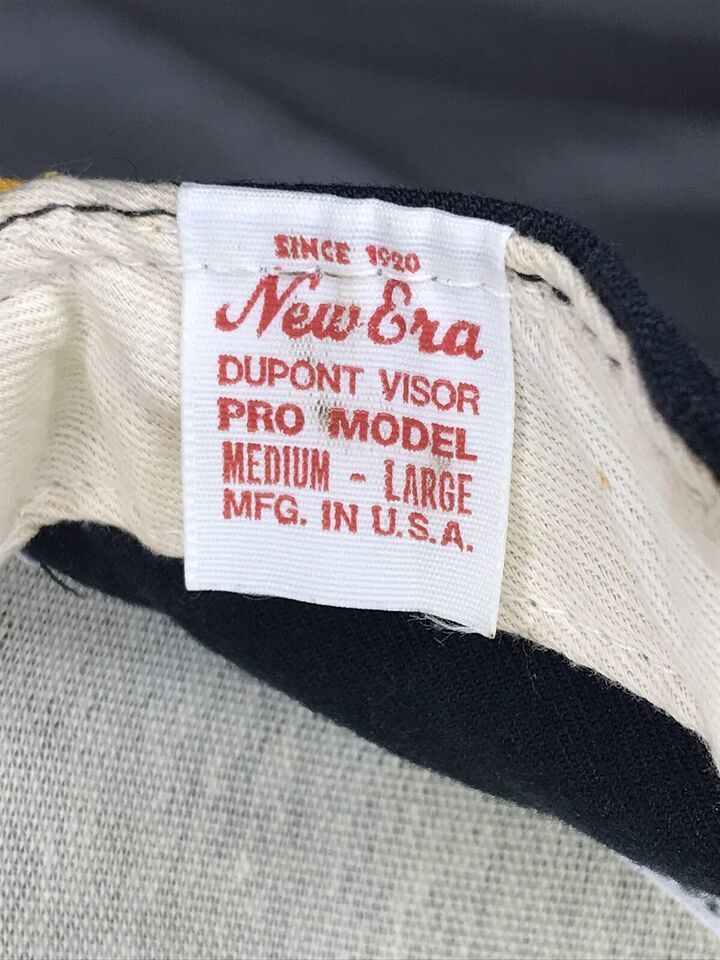 SINCE 1920
New Era
DUPONT VISOR
PRO MODEL
MEDIUM - LARGE
MFG. IN U.S.A.